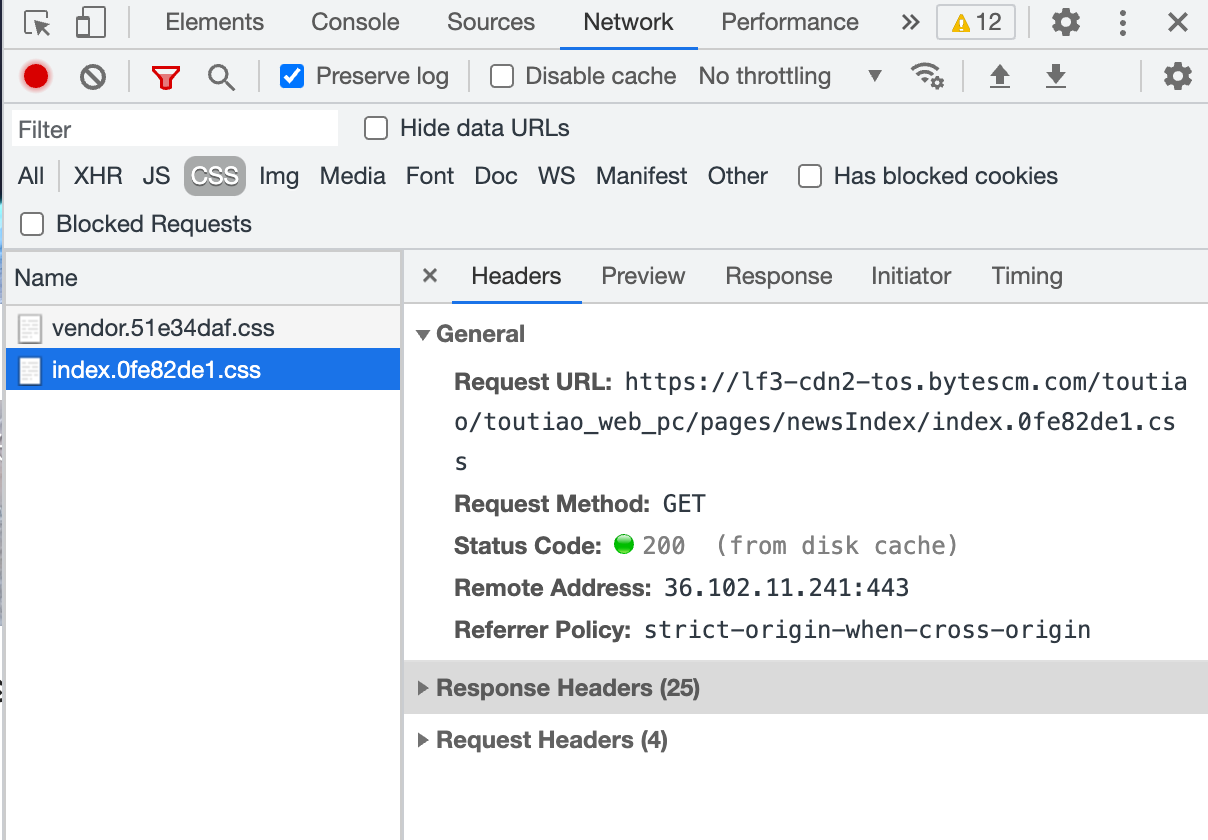 Elements Console Sources Network Performance » 12
Preserve log Disable cache No throttling
Filter Hide data URLs
All XHR JS CSS Img Media Font Doc WS Manifest Other Has blocked cookies
Blocked Requests
Name
Headers Preview Response Initiator Timing
vendor.51e34daf.css
index.0fe82de1.css
General
Request URL: https://lf3-cdn2-tos.bytescm.com/toutia
o/toutiao_web_pc/pages/newsIndex/index.0fe82de1.cs
s
Request Method: GET
Status Code: 200 (from disk cache)
Remote Address: 36.102.11.241:443
Referrer Policy: strict-origin-when-cross-origin
Response Headers (25)
Request Headers (4)